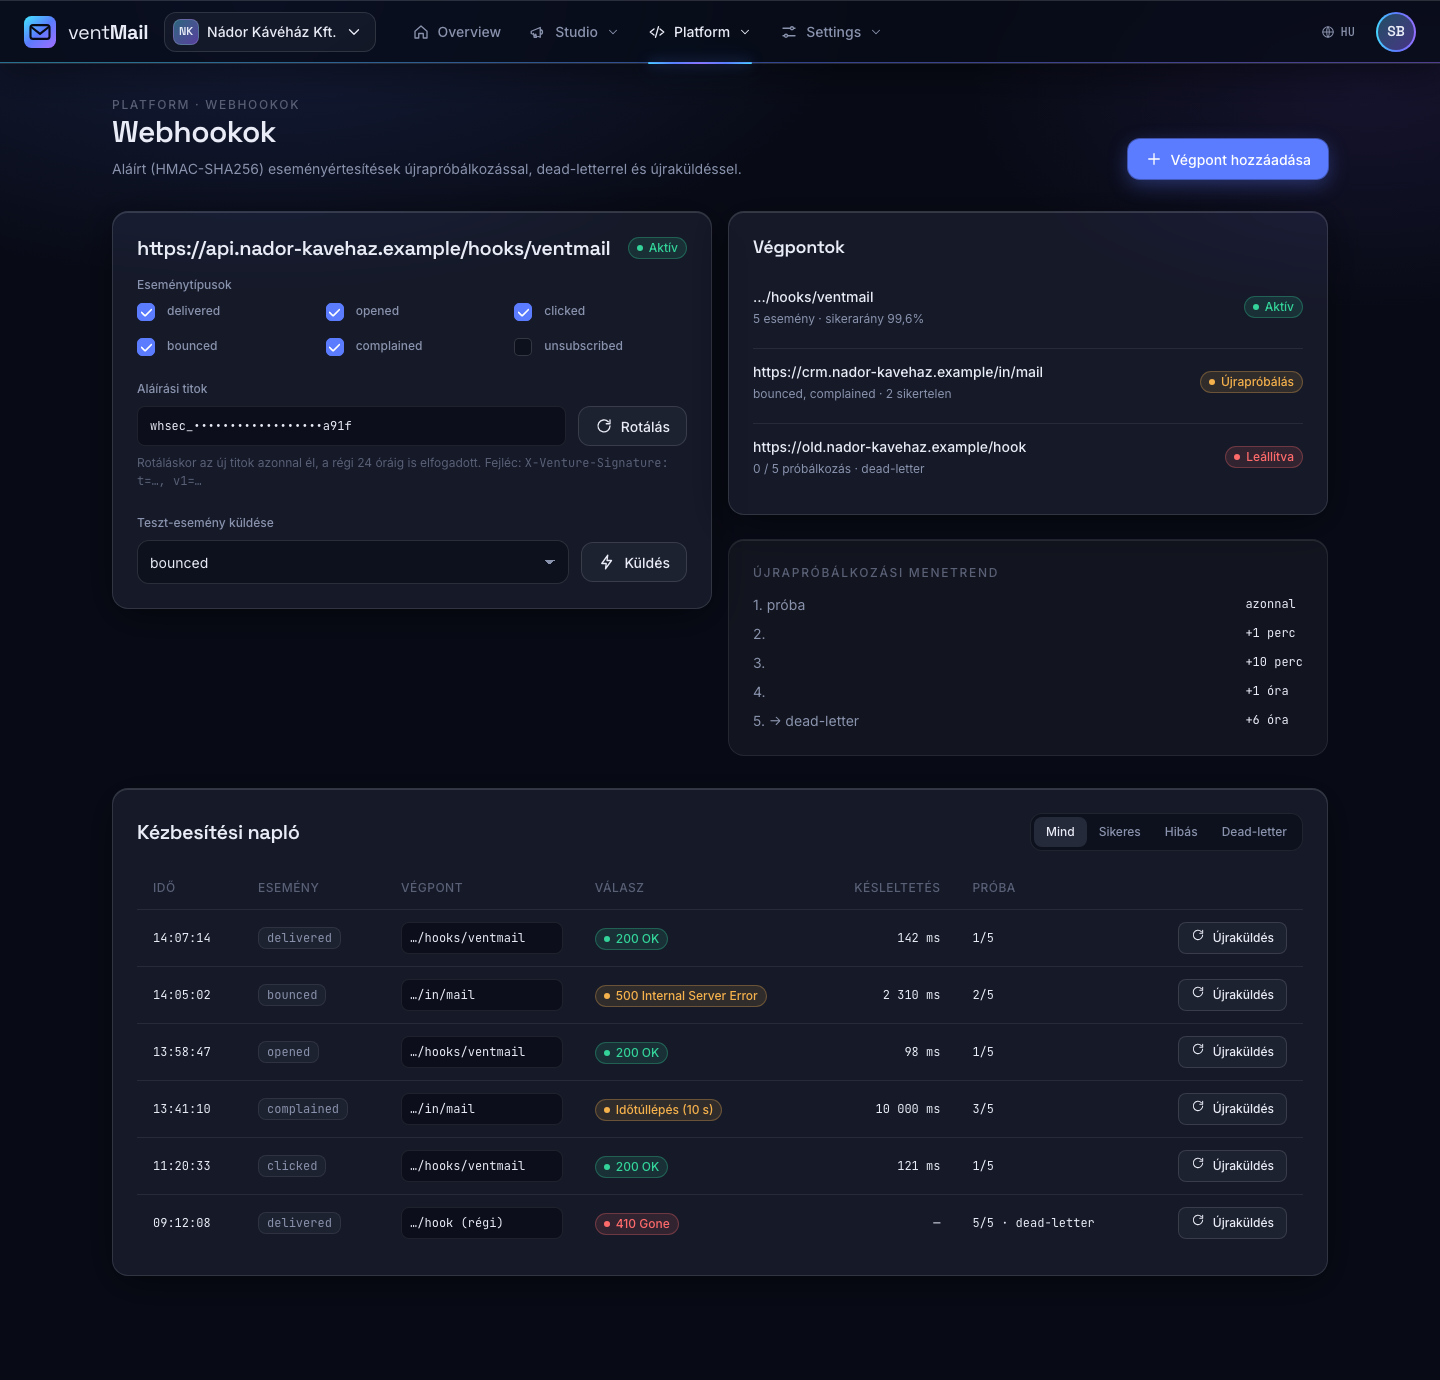 ventMail
NK Nádor Kávéház Kft.
Overview
Studio
Platform
Settings
HU
SB
PLATFORM · WEBHOOKOK
Webhookok
Aláírt (HMAC-SHA256) eseményértesítések újrapróbálkozással, dead-letterrel és újraküldéssel.
Végpont hozzáadása
https://api.nador-kavehaz.example/hooks/ventmail
Aktív
Eseménytípusok
delivered opened clicked
bounced complained unsubscribed
Aláírási titok
whsec_••••••••••••••••••a91f
Rotálás
Rotáláskor az új titok azonnal él, a régi 24 óráig is elfogadott. Fejléc: X-Venture-Signature:
t=…, v1=…
Teszt-esemény küldése
bounced
Küldés
Végpontok
…/hooks/ventmail
5 esemény · sikerarány 99,6%
Aktív
https://crm.nador-kavehaz.example/in/mail
bounced, complained · 2 sikertelen
Újrapróbálás
https://old.nador-kavehaz.example/hook
0 / 5 próbálkozás · dead-letter
Leállítva
ÚJRAPRÓBÁLKOZÁSI MENETREND
1. próba azonnal
2. +1 perc
3. +10 perc
4. +1 óra
5. → dead-letter +6 óra
Kézbesítési napló
Mind Sikeres Hibás Dead-letter
IDŐ ESEMÉNY VÉGPONT VÁLASZ KÉSLELTETÉS PRÓBA
14:07:14 delivered …/hooks/ventmail 200 OK 142 ms 1/5 Újraküldés
14:05:02 bounced …/in/mail 500 Internal Server Error 2 310 ms 2/5 Újraküldés
13:58:47 opened …/hooks/ventmail 200 OK 98 ms 1/5 Újraküldés
13:41:10 complained …/in/mail Időtúllépés (10 s) 10 000 ms 3/5 Újraküldés
11:20:33 clicked …/hooks/ventmail 200 OK 121 ms 1/5 Újraküldés
09:12:08 delivered …/hook (régi) 410 Gone — 5/5 · dead-letter Újraküldés